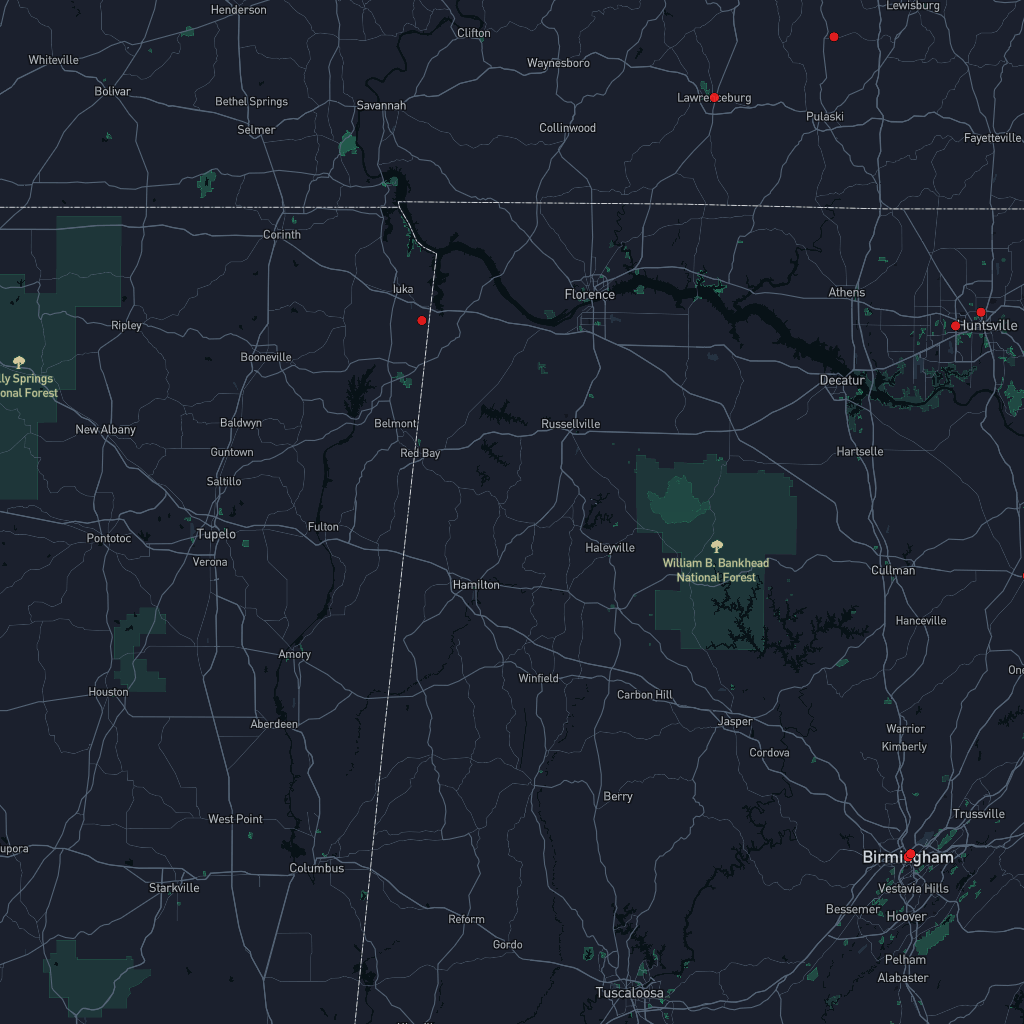 Henderson
Lewisburg
Clifton
Whiteville
Waynesboro
Bolivar
Bethel Springs
Savannah
Lawrenceburg
Selmer
Collinwood
Pulaski
Fayetteville
Corinth
Iuka
Florence
Athens
Ripley
Huntsville
Booneville
lly Springs
onal Forest
Decatur
New Albany
Baldwyn
Belmont
Russellville
Guntown
Red Bay
Hartselle
Saltillo
Pontotoc
Tupelo
Fulton
Verona
Haleyville
William B. Bankhead
National Forest
Cullman
Hamilton
Hanceville
Amory
Houston
Winfield
Carbon Hill
One
Aberdeen
Jasper
Warrior
Kimberly
Cordova
Berry
West Point
Trussville
upora
Birmingham
Columbus
Starkville
Vestavia Hills
Reform
Bessemer
Hoover
Gordo
Pelham
Alabaster
Tuscaloosa